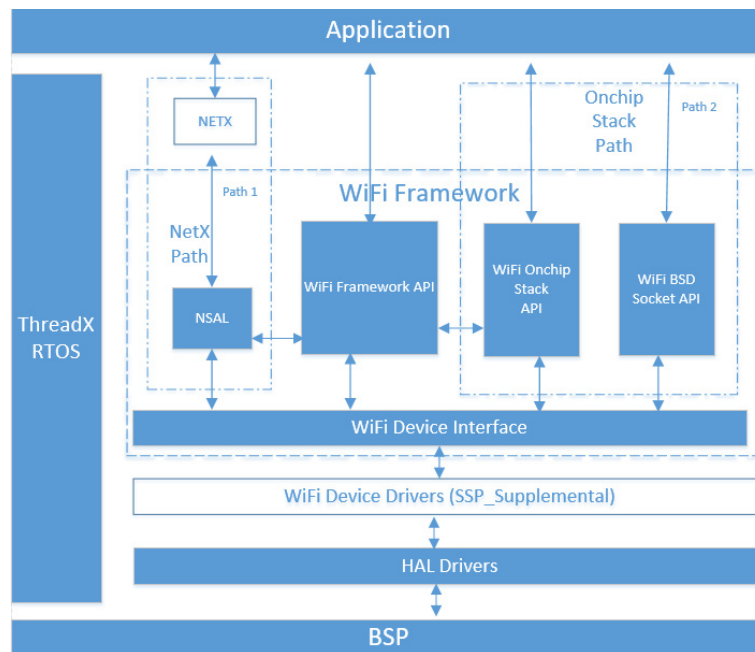 Application
NETX
Onchip
Stack
Path
Path 2
Path 1
WiFi Framework
NetX
Path
WiFi Framework API
WiFi Onchip
Stack
API
WiFi BSD
Socket API
NSAL
ThreadX
RTOS
WiFi Device Interface
WiFi Device Drivers (SSP_Supplemental)
HAL Drivers
BSP